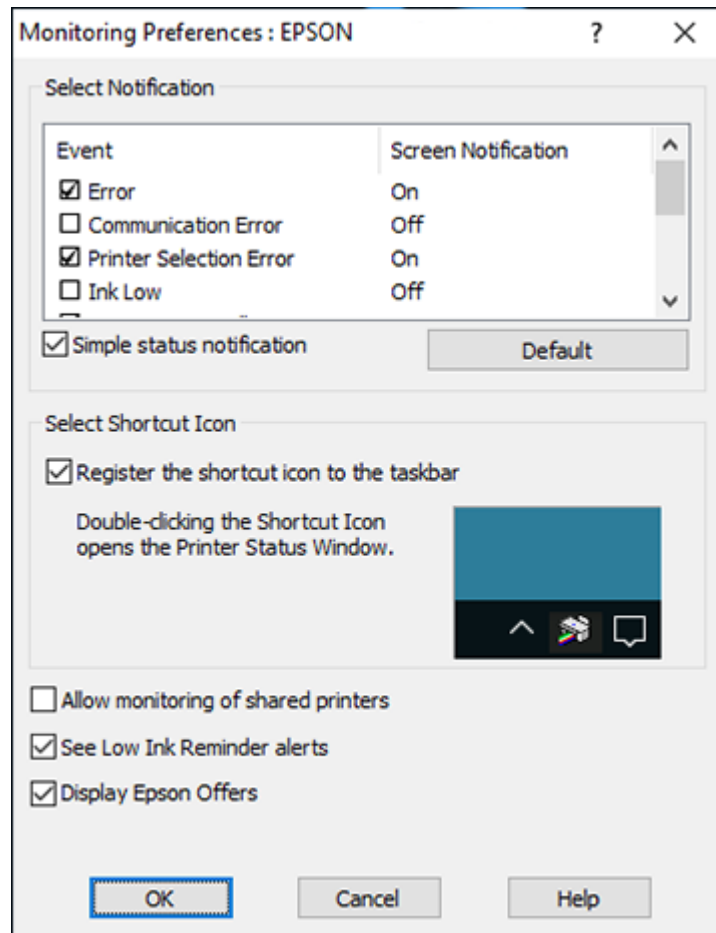 Monitoring Preferences : EPSON
Select Notification
Event Screen Notification
Error On
Communication Error Off
Printer Selection Error On
Ink Low Off
Simple status notification Default
Select Shortcut Icon
Register the shortcut icon to the taskbar
Double-clicking the Shortcut Icon
opens the Printer Status Window.
Allow monitoring of shared printers
See Low Ink Reminder alerts
Display Epson Offers
OK Cancel Help